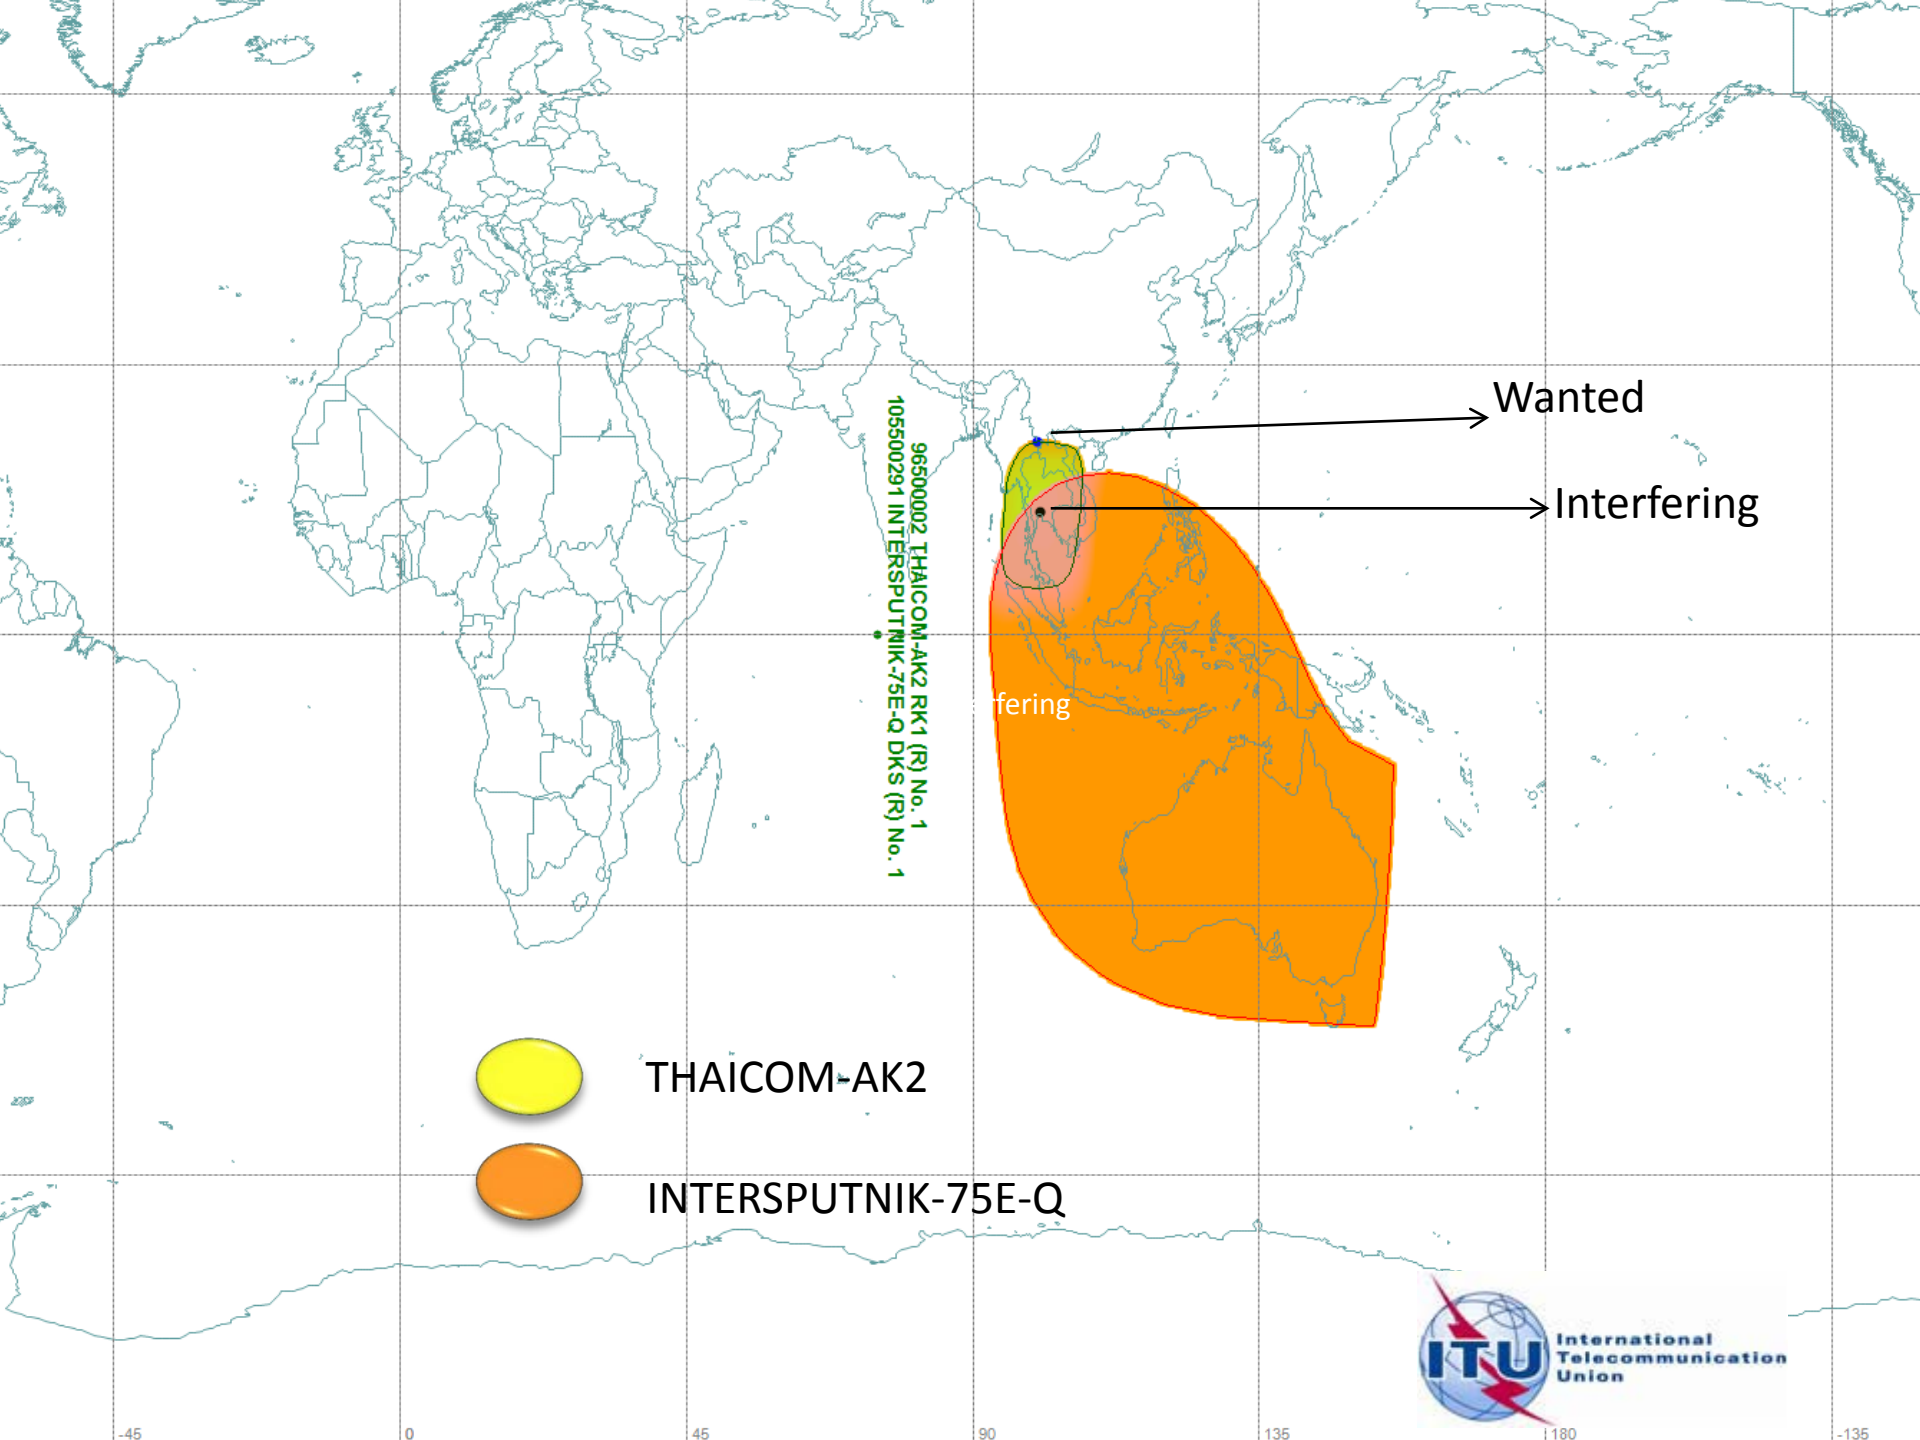 Wanted
Interfering
96500002 THAICOM-AK2 RK1 (R) No. 1
105500291 INTERSPUTNIK-75E-Q DKS (R) No. 1
fering
THAICOM-AK2
INTERSPUTNIK-75E-Q
ITU
International
Telecommunication
Union
-45
0
45
90
135
180
-135